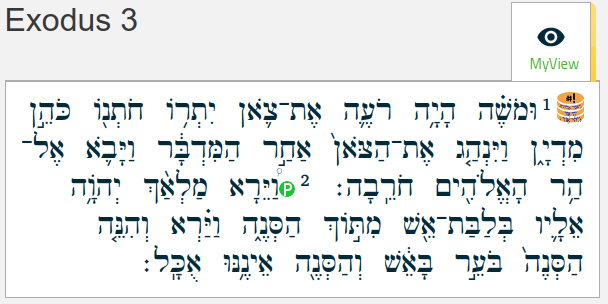 Exodus 3
MyView
1 וּמֹשֶׁ֗ה הָיָ֥ה רֹעֶ֛ה אֶת־צֹ֛אן יִתְר֥וֹ חֹתְנ֖וֹ כֹּהֵ֣ן
מִדְיָ֑ן וַיִּנְהַ֤ג אֶת־הַצֹּאן֙ אַחַ֣ר הַמִּדְבָּ֔ר וַיָּבֹ֛א אֶל־
הַ֥ר הָאֱלֹהִ֖ים חֹרֵֽבָה׃ 2 וַ֠יֵּרָא מַלְאַ֨ךְ יְהוָ֥ה
אֵלָ֛יו בְּלַבַּת־אֵ֖שׁ מִתּ֣וֹךְ הַסְּנֶ֑ה וַיַּ֗רְא וְהִנֵּ֤ה
הַסְּנֶה֙ בֹּעֵ֣ר בָּאֵ֔שׁ וְהַסְּנֶ֖ה אֵינֶ֥נּוּ אֻכָּֽל׃